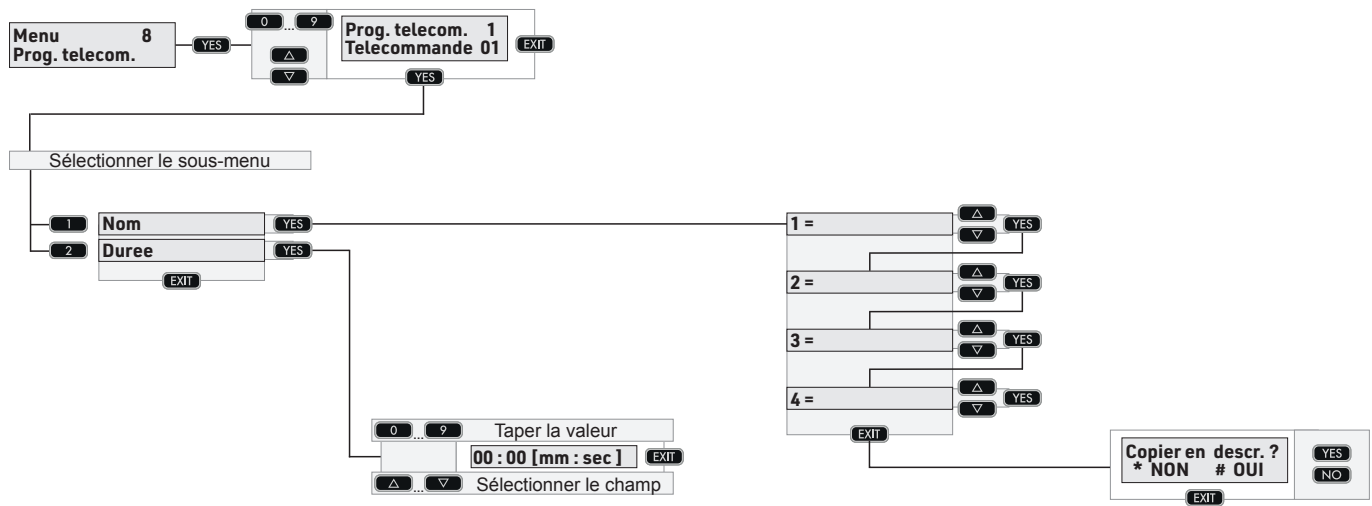 Menu 8
Prog. telecom.
YES
0 ... 9
Prog. telecom. 1
Telecommande 01
EXIT
YES
Sélectionner le sous-menu
1 Nom YES
2 Duree YES
EXIT
1 = YES
2 = YES
3 = YES
4 = YES
EXIT
0 ... 9 Taper la valeur
00 : 00 [mm : sec ] EXIT
... Sélectionner le champ
Copier en descr. ?
* NON # OUI
YES
NO
EXIT